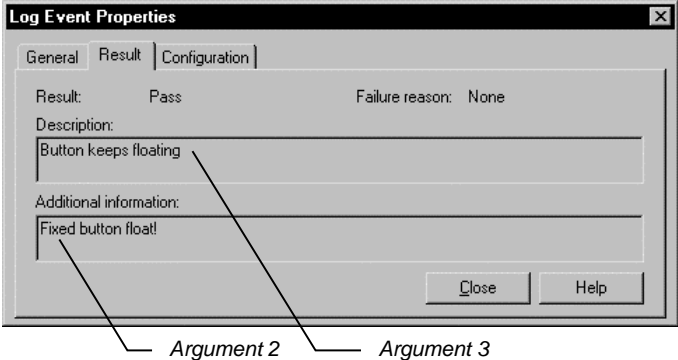 Log Event Properties
General Result Configuration
Result: Pass Failure reason: None
Description:
Button keeps floating
Additional information:
Fixed button float!
Close Help
Argument 2 Argument 3